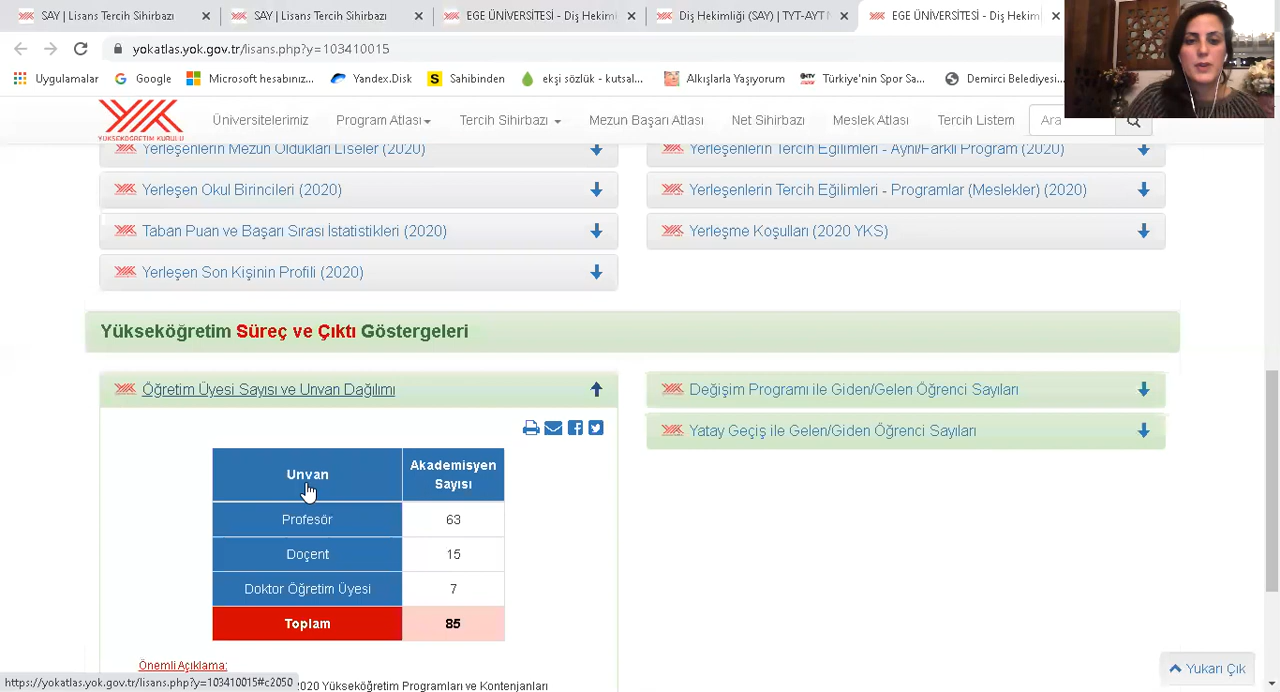 SAY | Lisans Tercih Sihirbazı
SAY | Lisans Tercih Sihirbazı
EGE ÜNİVERSİTESİ - Diş Hekiml
Diş Hekimliği (SAY) | TYT-AYT N
EGE ÜNİVERSİTESİ - Diş Hekim
yokatlas.yok.gov.tr/lisans.php?y=103410015
Uygulamalar
Google
Microsoft hesabınız...
Yandex.Disk
Sahibinden
ekşi sözlük - kutsal...
Alkışlarla Yaşıyorum
Türkiye'nin Spor Sa...
Demirci Belediyesi...
YÜKSEKÖĞRETİM KURULU
Üniversitelerimiz
Program Atlası
Tercih Sihirbazı
Mezun Başarı Atlası
Net Sihirbazı
Meslek Atlası
Tercih Listem
Ara
Yerleşenlerin Mezun Oldukları Liseler (2020)
Yerleşenlerin Tercih Eğilimleri - Aynı/Farklı Program (2020)
Yerleşen Okul Birincileri (2020)
Yerleşenlerin Tercih Eğilimleri - Programlar (Meslekler) (2020)
Taban Puan ve Başarı Sırası İstatistikleri (2020)
Yerleşme Koşulları (2020 YKS)
Yerleşen Son Kişinin Profili (2020)
Yükseköğretim Süreç ve Çıktı Göstergeleri
Öğretim Üyesi Sayısı ve Unvan Dağılımı
Değişim Programı ile Giden/Gelen Öğrenci Sayıları
Yatay Geçiş ile Gelen/Giden Öğrenci Sayıları
Unvan
Akademisyen
Sayısı
Profesör 63
Doçent 15
Doktor Öğretim Üyesi 7
Toplam 85
Önemli Açıklama:
2020 Yükseköğretim Programları ve Kontenjanları
Yukarı Çık
https://yokatlas.yok.gov.tr/lisans.php?y=103410015#c2050